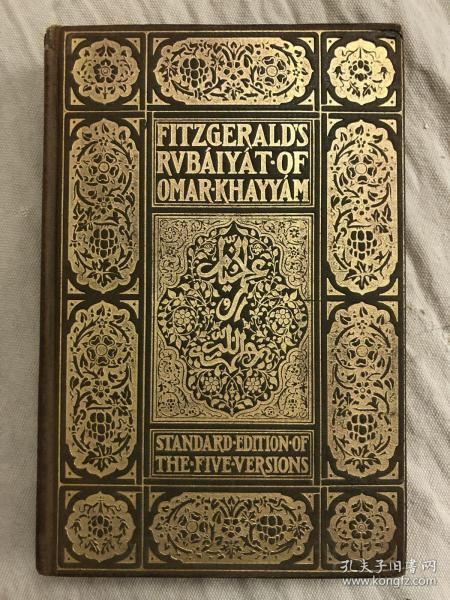 FITZGERALD'S
RVBÁIYÁT·OF
OMAR·KHAYYÁM
STANDARD·EDITION·OF
THE·FIVE·VERSIONS
孔夫子旧书网
www.kongfz.com